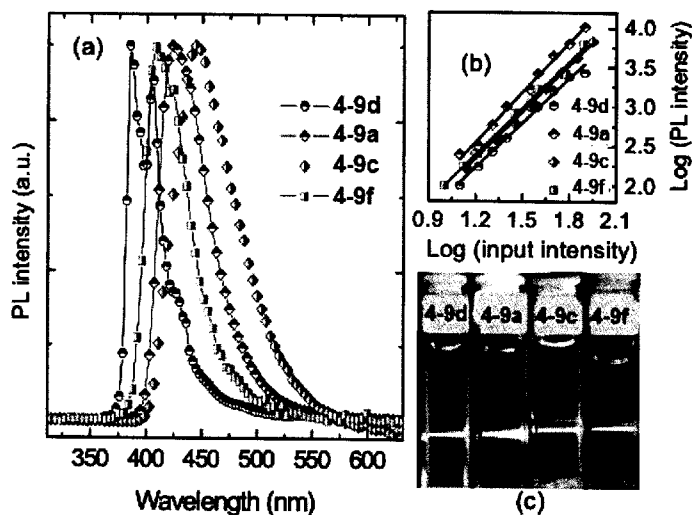 (a)
4-9d
4-9a
4-9c
4-9f
PL intensity (a.u.)
350 400 450 500 550 600
Wavelength (nm)
(b)
4.0
3.5
3.0
2.5
2.0
Log (PL intensity)
4-9d
4-9a
4-9c
4-9f
0.9 1.2 1.5 1.8 2.1
Log (input intensity)
4-9d 4-9a 4-9c 4-9f
(c)